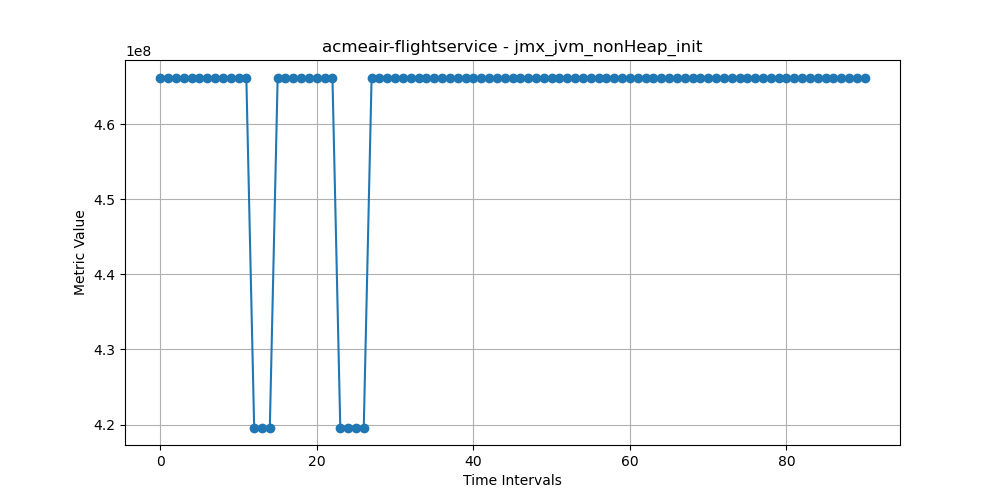 acmeair-flightservice - jmx_jvm_nonHeap_init
1e8
4.6
4.5
4.4
4.3
4.2
Metric Value
0 20 40 60 80
Time Intervals